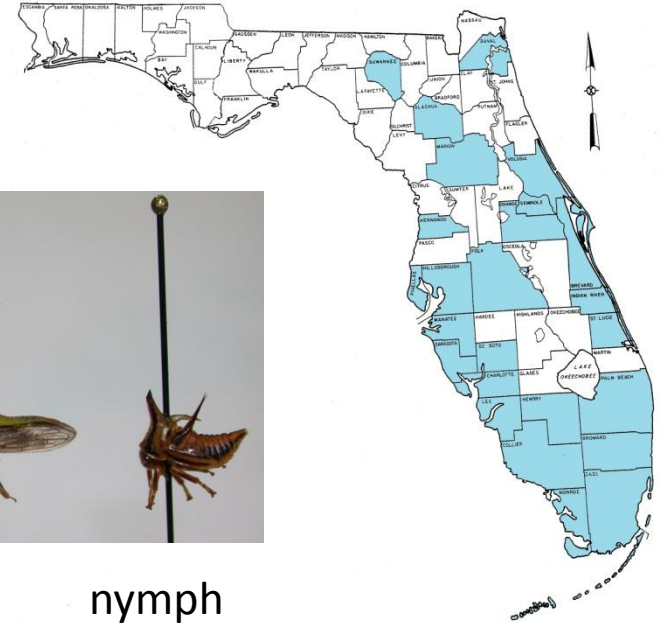 ESCAMBIA
SANTA ROSA
OKALOOSA
WALTON
HOLMES
JACKSON
WASHINGTON
BAY
CALHOUN
GULF
GADSDEN
LIBERTY
FRANKLIN
LEON
WAKULLA
JEFFERSON
MADISON
TAYLOR
HAMILTON
SUWANNEE
LAFAYETTE
DIXIE
COLUMBIA
BAKER
NASSAU
DUVAL
UNION
BRADFORD
CLAY
ST. JOHNS
GILCHRIST
ALACHUA
PUTNAM
FLAGLER
LEVY
MARION
VOLUSIA
CITRUS
SUMTER
LAKE
HERNANDO
ORANGE
SEMINOLE
PASCO
POLK
OSCEOLA
BREVARD
PINELLAS
HILLSBOROUGH
INDIAN RIVER
MANATEE
HARDEE
HIGHLANDS
OKEECHOBEE
ST. LUCIE
SARASOTA
DE SOTO
MARTIN
CHARLOTTE
GLADES
LAKE
OKEECHOBEE
PALM BEACH
LEE
HENDRY
COLLIER
BROWARD
MONROE
DADE
nymph